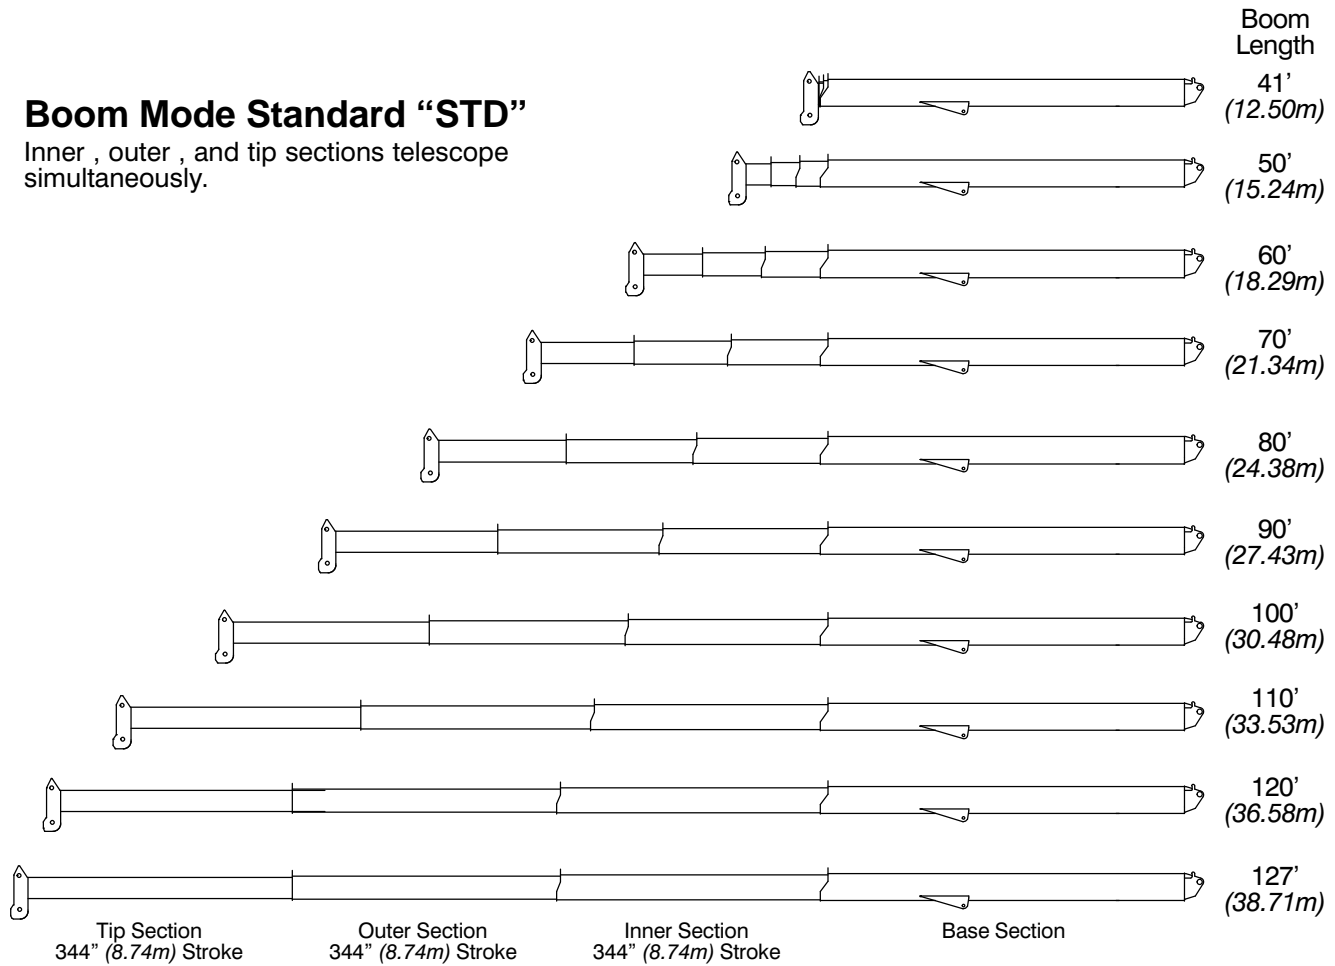 Boom
Length
Boom Mode Standard “STD”
Inner , outer , and tip sections telescope
simultaneously.
41’
(12.50m)
50’
(15.24m)
60’
(18.29m)
70’
(21.34m)
80’
(24.38m)
90’
(27.43m)
100’
(30.48m)
110’
(33.53m)
120’
(36.58m)
127’
(38.71m)
Tip Section
344” (8.74m) Stroke
Outer Section
344” (8.74m) Stroke
Inner Section
344” (8.74m) Stroke
Base Section